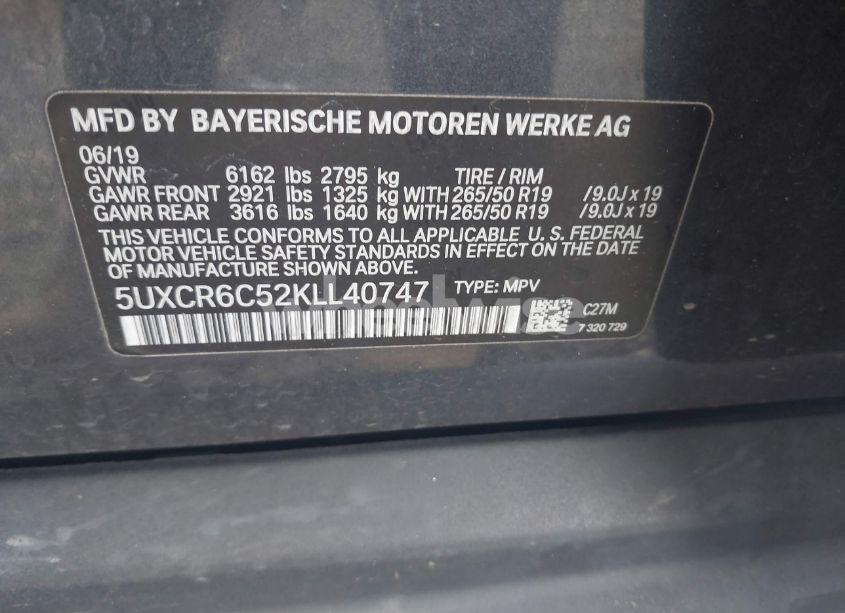 MFD BY BAYERISCHE MOTOREN WERKE AG
06/19
GVWR 6162 lbs 2795 kg TIRE / RIM
GAWR FRONT 2921 lbs 1325 kg WITH 265/50 R19 /9.0J x 19
GAWR REAR 3616 lbs 1640 kg WITH 265/50 R19 /9.0J x 19
THIS VEHICLE CONFORMS TO ALL APPLICABLE U. S. FEDERAL
MOTOR VEHICLE SAFETY STANDARDS IN EFFECT ON THE DATE
OF MANUFACTURE SHOWN ABOVE.
5UXCR6C52KLL40747 TYPE: MPV
C27M
7 320 729